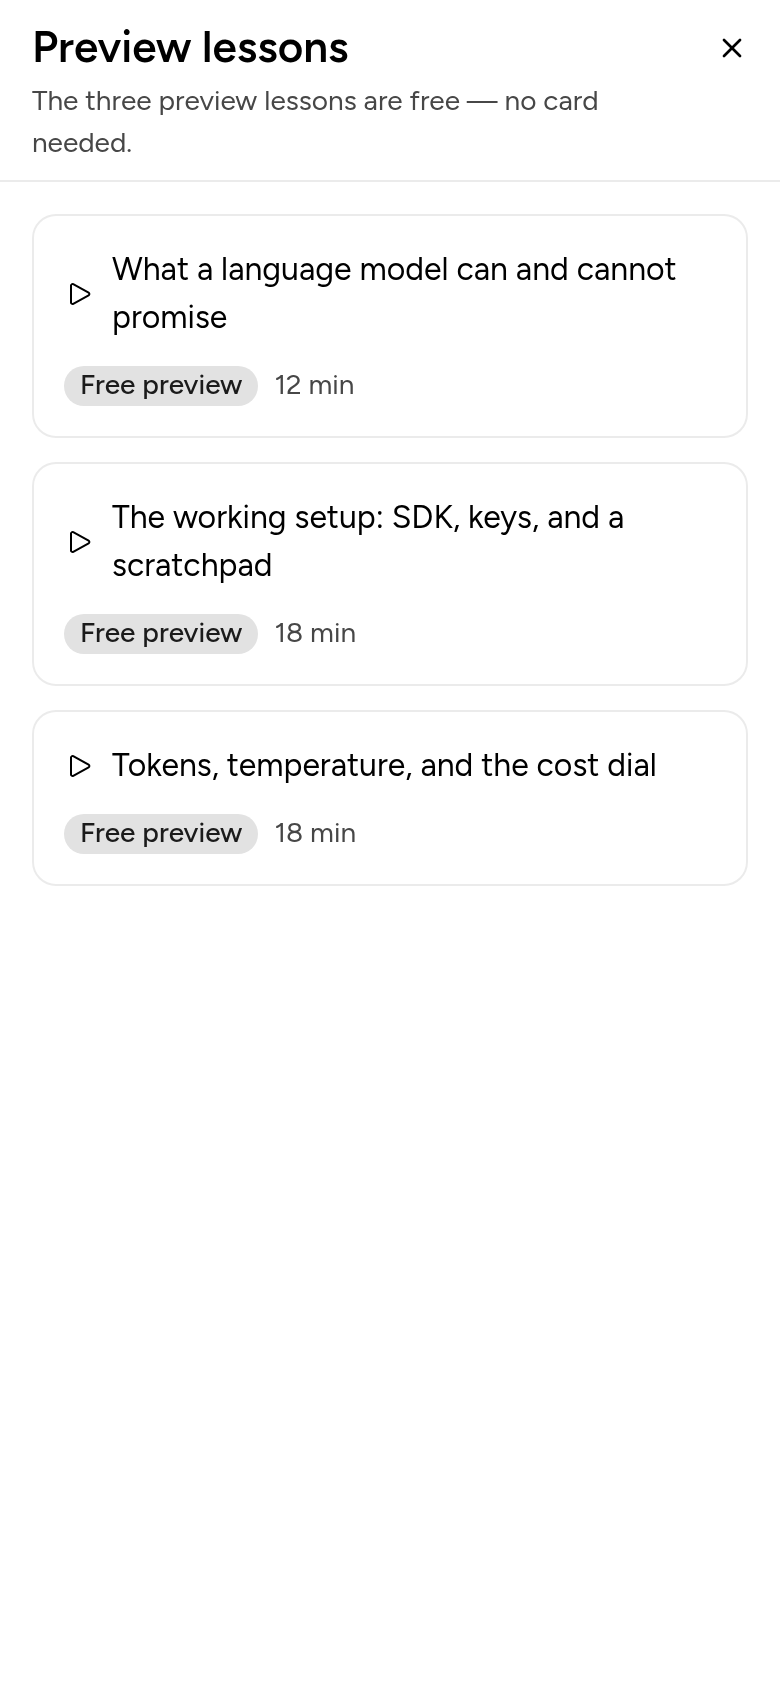 Preview lessons
The three preview lessons are free — no card
needed.
What a language model can and cannot
promise
Free preview 12 min
The working setup: SDK, keys, and a
scratchpad
Free preview 18 min
Tokens, temperature, and the cost dial
Free preview 18 min